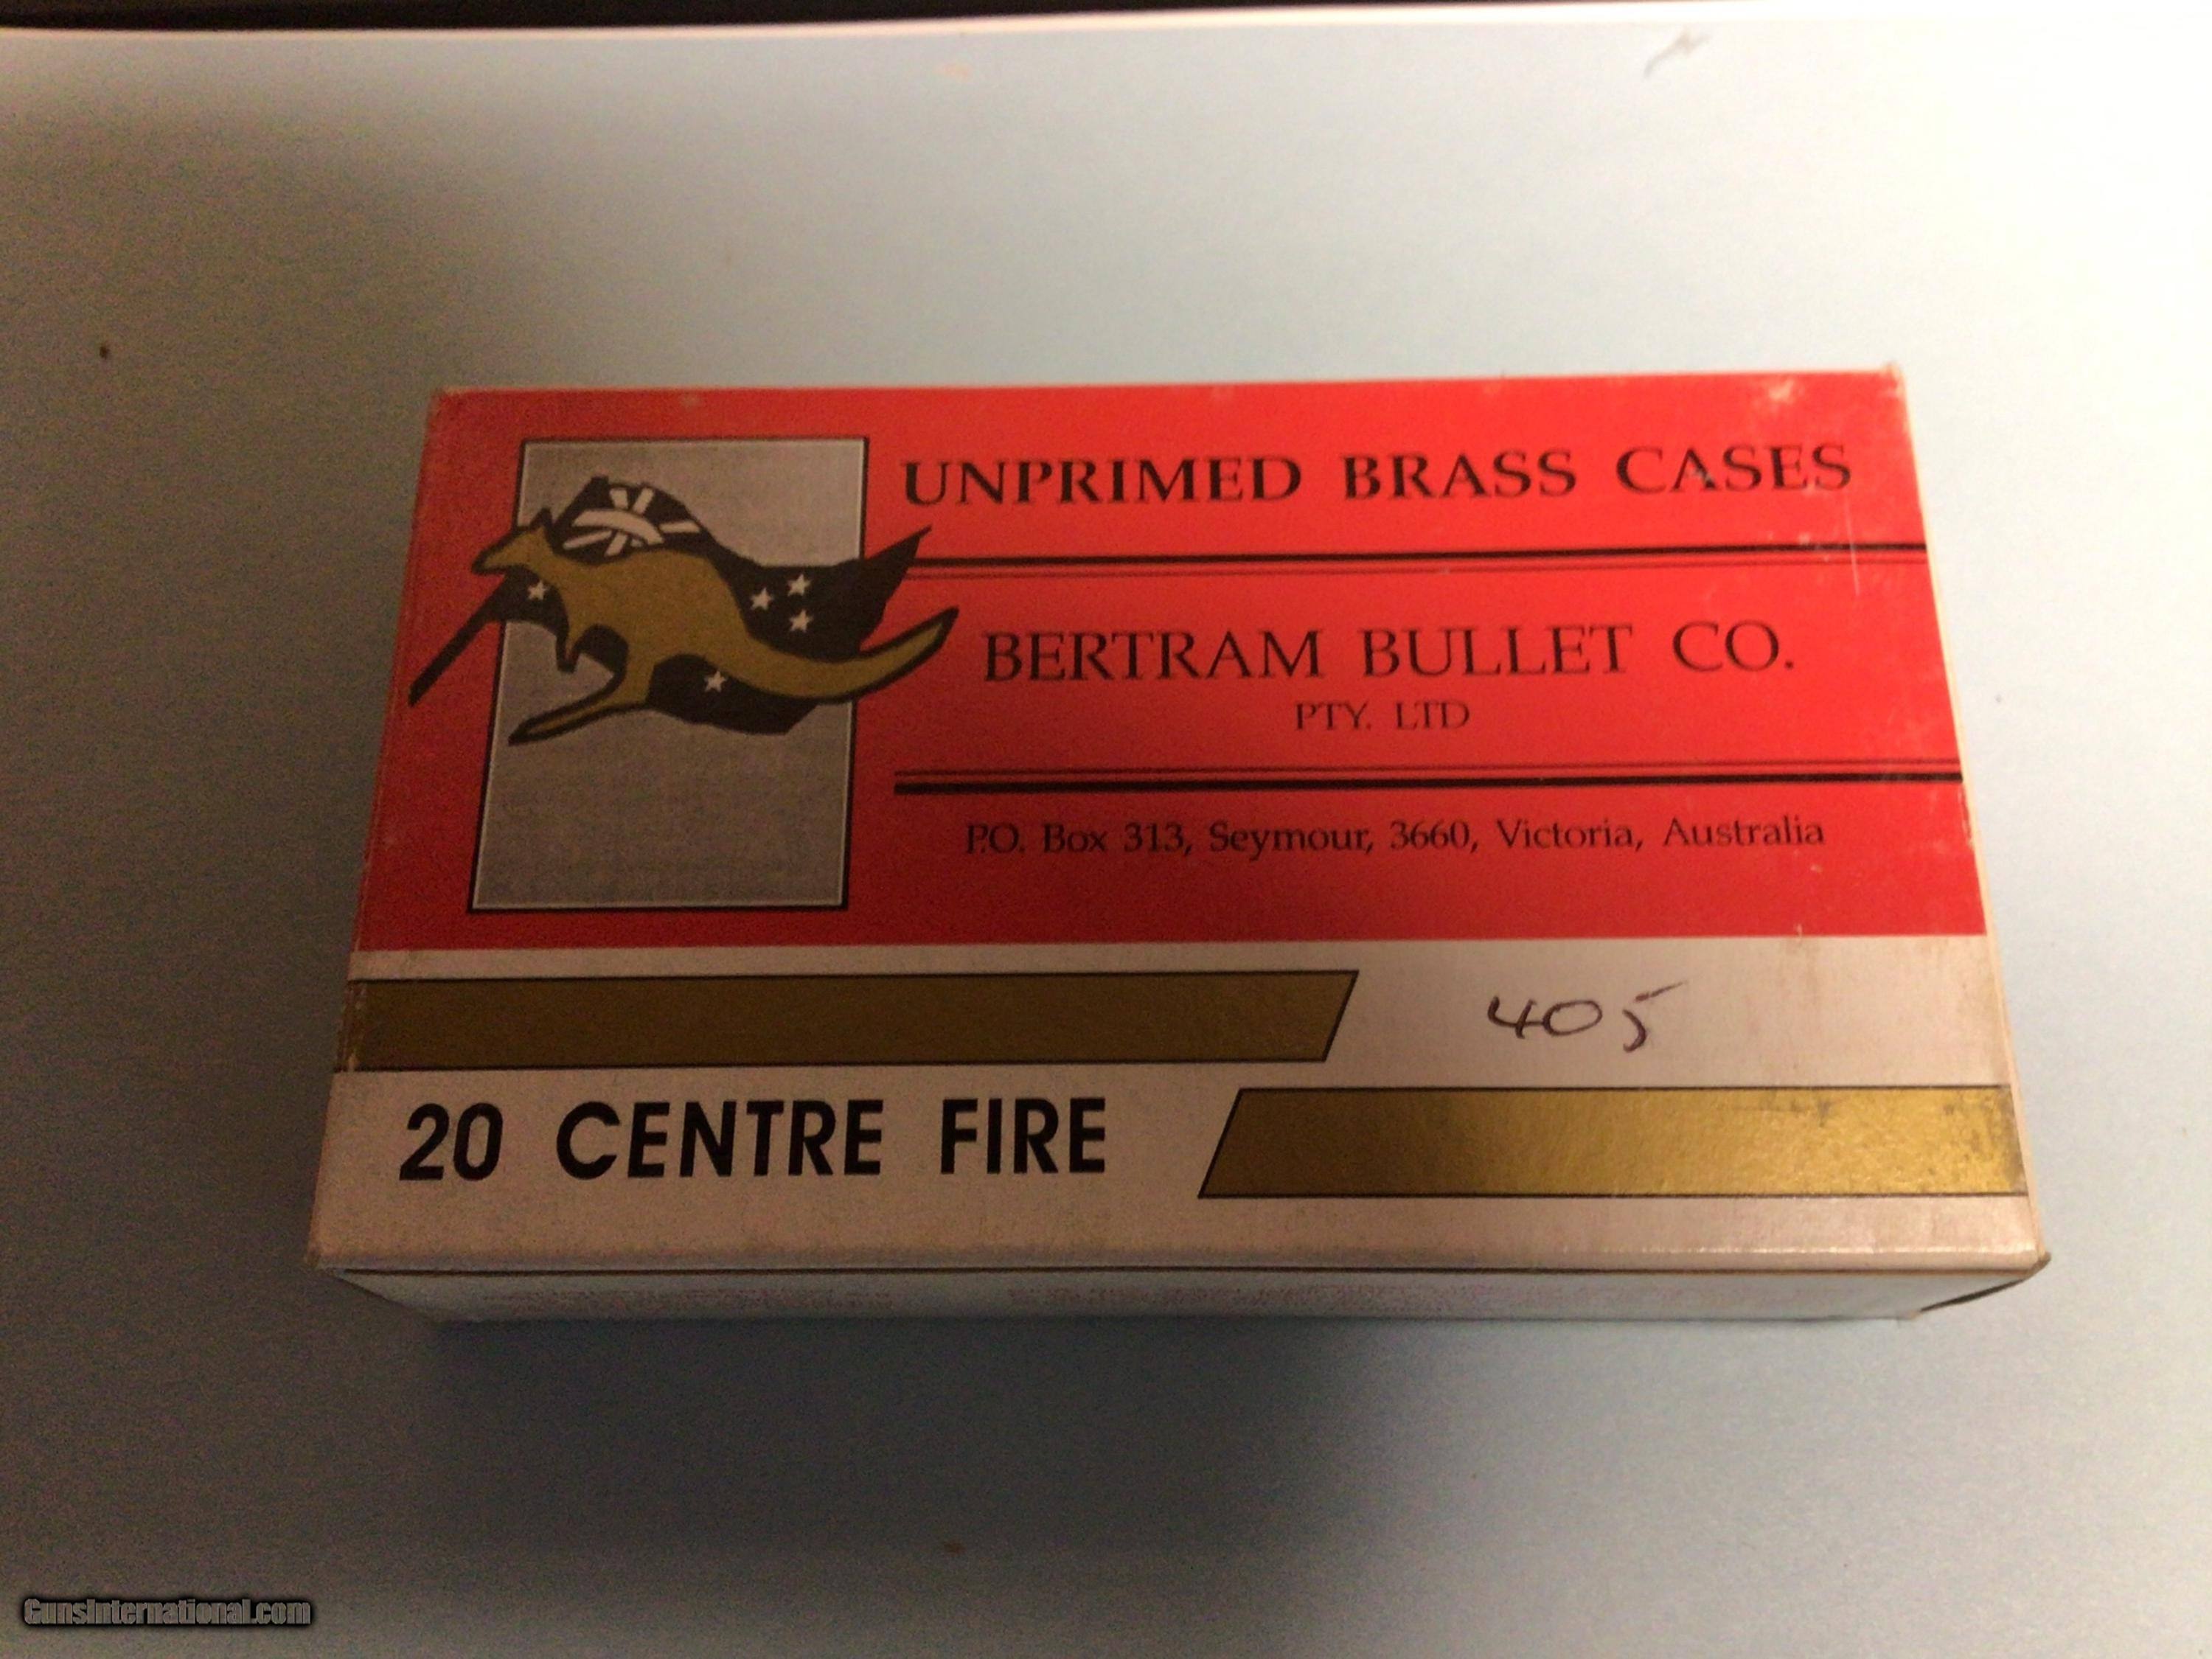 UNPRIMED BRASS CASES
BERTRAM BULLET CO.
PTY. LTD
P.O. Box 313, Seymour, 3660, Victoria, Australia
405
20 CENTRE FIRE
GunsInternational.com